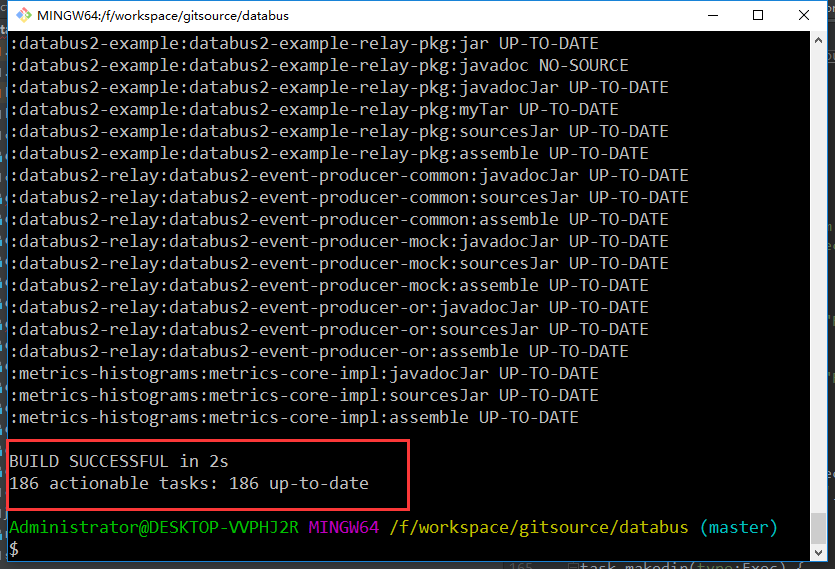 MINGW64:/f/workspace/gitsource/databus
:databus2-example:databus2-example-relay-pkg:jar UP-TO-DATE
:databus2-example:databus2-example-relay-pkg:javadoc NO-SOURCE
:databus2-example:databus2-example-relay-pkg:javadocJar UP-TO-DATE
:databus2-example:databus2-example-relay-pkg:myTar UP-TO-DATE
:databus2-example:databus2-example-relay-pkg:sourcesJar UP-TO-DATE
:databus2-example:databus2-example-relay-pkg:assemble UP-TO-DATE
:databus2-relay:databus2-event-producer-common:javadocJar UP-TO-DATE
:databus2-relay:databus2-event-producer-common:sourcesJar UP-TO-DATE
:databus2-relay:databus2-event-producer-common:assemble UP-TO-DATE
:databus2-relay:databus2-event-producer-mock:javadocJar UP-TO-DATE
:databus2-relay:databus2-event-producer-mock:sourcesJar UP-TO-DATE
:databus2-relay:databus2-event-producer-mock:assemble UP-TO-DATE
:databus2-relay:databus2-event-producer-or:javadocJar UP-TO-DATE
:databus2-relay:databus2-event-producer-or:sourcesJar UP-TO-DATE
:databus2-relay:databus2-event-producer-or:assemble UP-TO-DATE
:metrics-histograms:metrics-core-impl:javadocJar UP-TO-DATE
:metrics-histograms:metrics-core-impl:sourcesJar UP-TO-DATE
:metrics-histograms:metrics-core-impl:assemble UP-TO-DATE
BUILD SUCCESSFUL in 2s
186 actionable tasks: 186 up-to-date
Administrator@DESKTOP-VVPHJ2R MINGW64 /f/workspace/gitsource/databus (master)
$